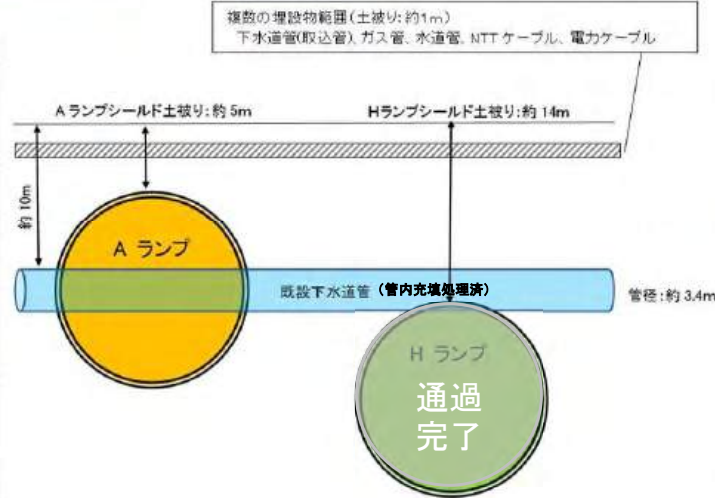 複数の埋設物範囲(土被り:約1m)
下水道管(取込管)、ガス管、水道管、NTTケーブル、電力ケーブル
Aランプシールド土被り:約5m
Hランプシールド土被り:約14m
約10m
A ランプ
既設下水道管(管内充填処理済)
管径:約3.4m
H ランプ
通過
完了